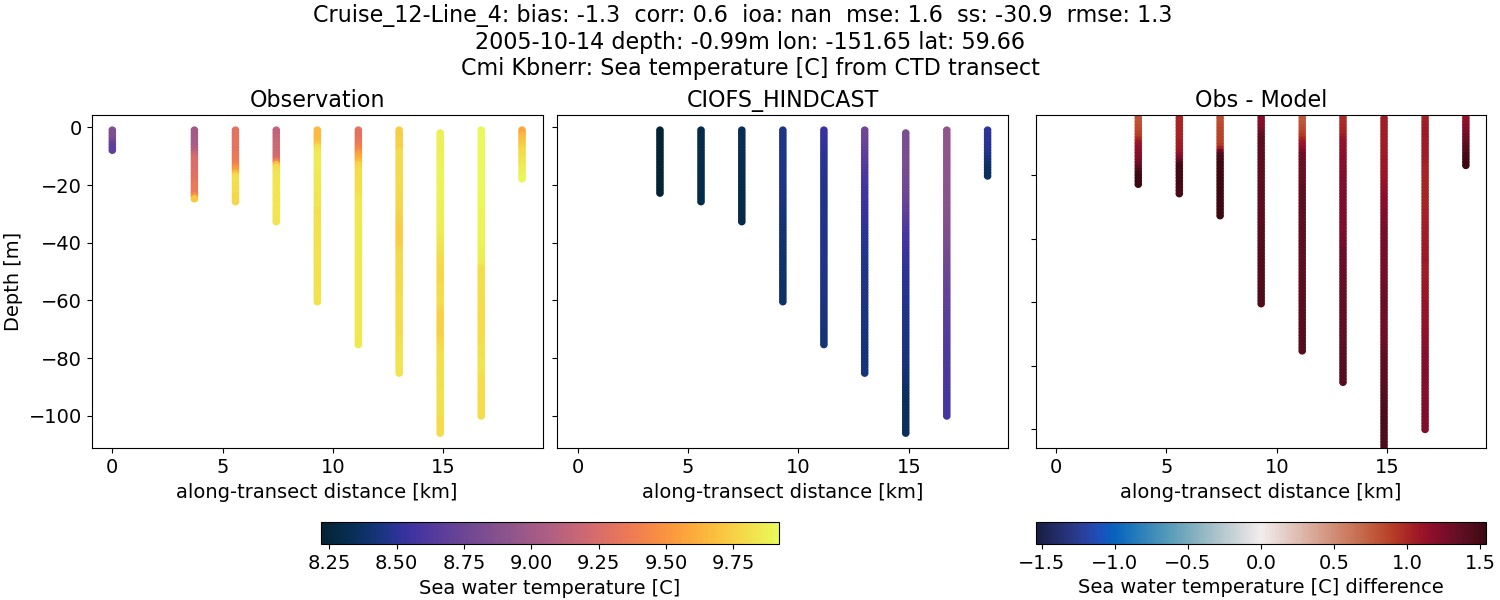 Cruise_12-Line_4: bias: -1.3  corr: 0.6  ioa: nan  mse: 1.6  ss: -30.9  rmse: 1.3
2005-10-14 depth: -0.99m lon: -151.65 lat: 59.66
Cmi Kbnerr: Sea temperature [C] from CTD transect
Observation
CIOFS_HINDCAST
Obs - Model
Depth [m]
0
−20
−40
−60
−80
−100
0 5 10 15
0 5 10 15
0 5 10 15
along-transect distance [km]
along-transect distance [km]
along-transect distance [km]
8.25 8.50 8.75 9.00 9.25 9.50 9.75
Sea water temperature [C]
−1.5 −1.0 −0.5 0.0 0.5 1.0 1.5
Sea water temperature [C] difference